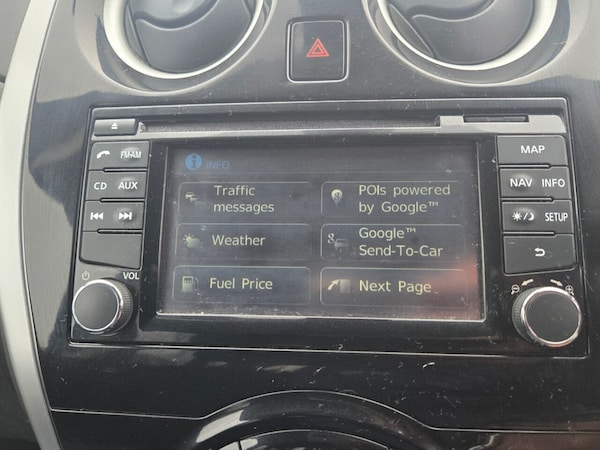 MAP
FM·AM
INFO
CD AUX
Traffic
messages
POIs powered
by Google™
NAV INFO
Weather
Google™
Send-To-Car
SETUP
VOL
Fuel Price
Next Page